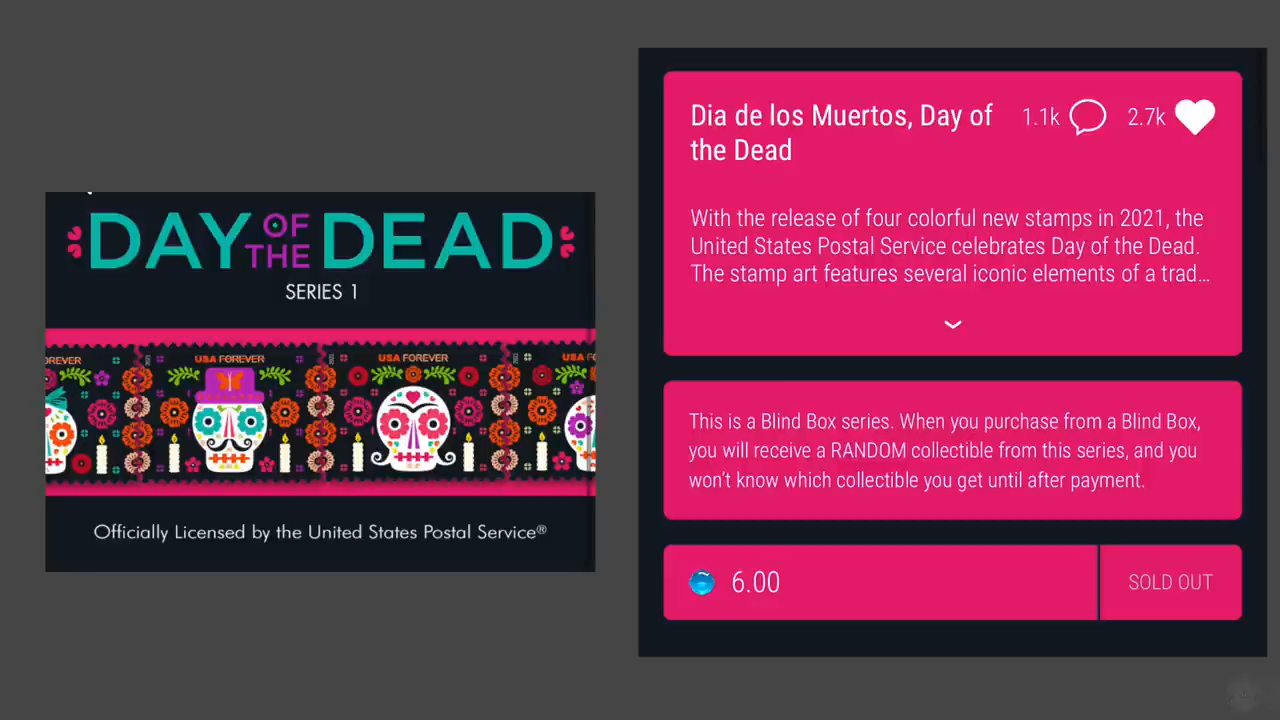 DAY OF THE DEAD
SERIES 1
OREVER
USA FOREVER
USA FOREVER
USA FO
Officially Licensed by the United States Postal Service®
Dia de los Muertos, Day of
the Dead
1.1k
2.7k
With the release of four colorful new stamps in 2021, the
United States Postal Service celebrates Day of the Dead.
The stamp art features several iconic elements of a trad...
This is a Blind Box series. When you purchase from a Blind Box,
you will receive a RANDOM collectible from this series, and you
won't know which collectible you get until after payment.
6.00
SOLD OUT